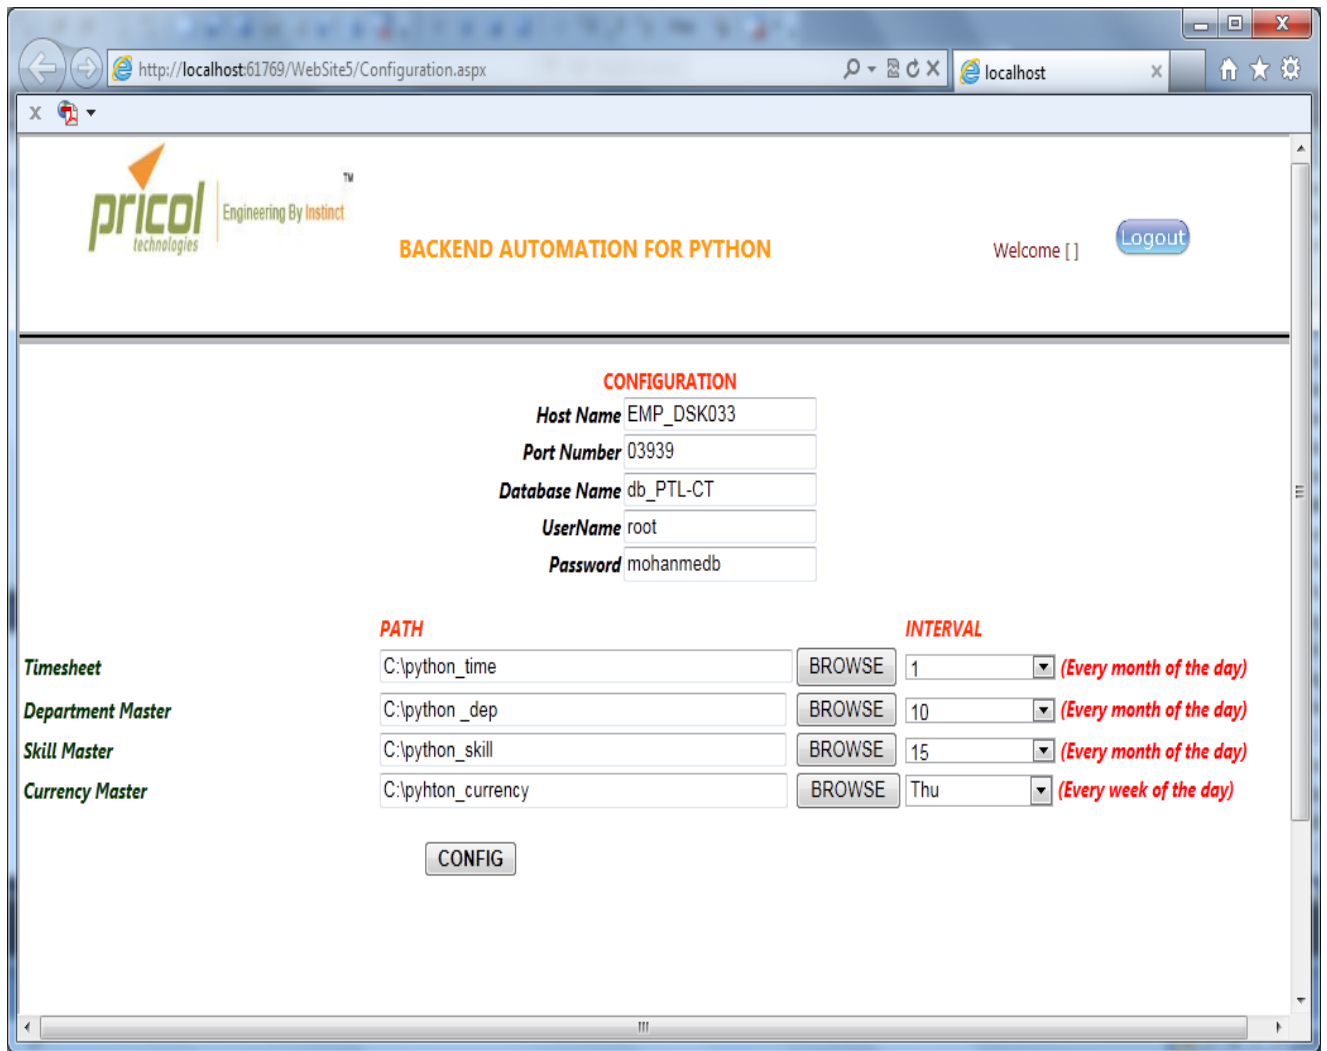 http://localhost:61769/WebSite5/Configuration.aspx
localhost
pricol
technologies
Engineering By Instinct
TM
BACKEND AUTOMATION FOR PYTHON
Welcome [ ]
Logout
CONFIGURATION
Host Name EMP_DSK033
Port Number 03939
Database Name db_PTL-CT
UserName root
Password mohanmedb
PATH INTERVAL
Timesheet C:\python_time BROWSE 1 (Every month of the day)
Department Master C:\python _dep BROWSE 10 (Every month of the day)
Skill Master C:\python_skill BROWSE 15 (Every month of the day)
Currency Master C:\pyhton_currency BROWSE Thu (Every week of the day)
CONFIG